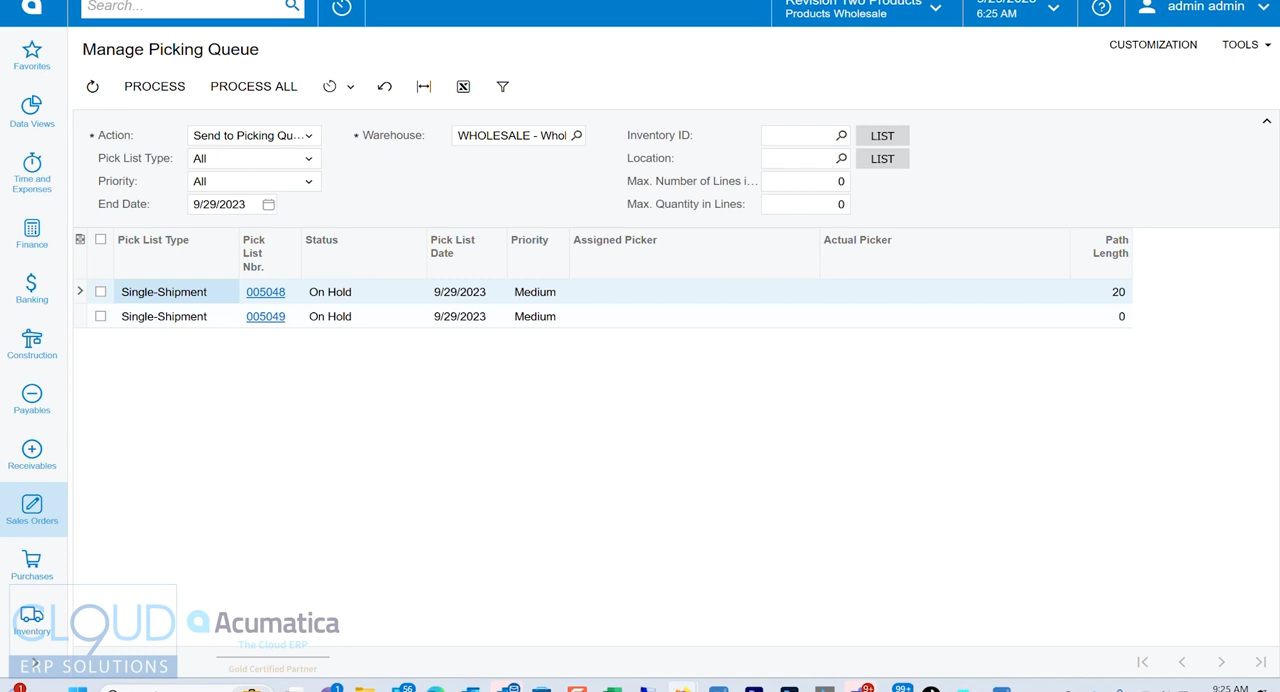 Search...
Revision Two Products
Products Wholesale
6:25 AM
admin admin
Favorites
Data Views
Time and
Expenses
Finance
Banking
Construction
Payables
Receivables
Sales Orders
Purchases
Inventory
Manage Picking Queue
CUSTOMIZATION
TOOLS
PROCESS
PROCESS ALL
* Action:
Send to Picking Qu...
Pick List Type:
All
Priority:
All
End Date:
9/29/2023
* Warehouse:
WHOLESALE - Whol
Inventory ID:
LIST
Location:
LIST
Max. Number of Lines i...
0
Max. Quantity in Lines:
0
Pick List Type
Pick
List
Nbr.
Status
Pick List
Date
Priority
Assigned Picker
Actual Picker
Path
Length
Single-Shipment 005048 On Hold 9/29/2023 Medium 20
Single-Shipment 005049 On Hold 9/29/2023 Medium 0
CLOUD
9
ERP SOLUTIONS
Acumatica
The Cloud ERP
Gold Certified Partner
1
1
56
9+
99+
9:25 AM